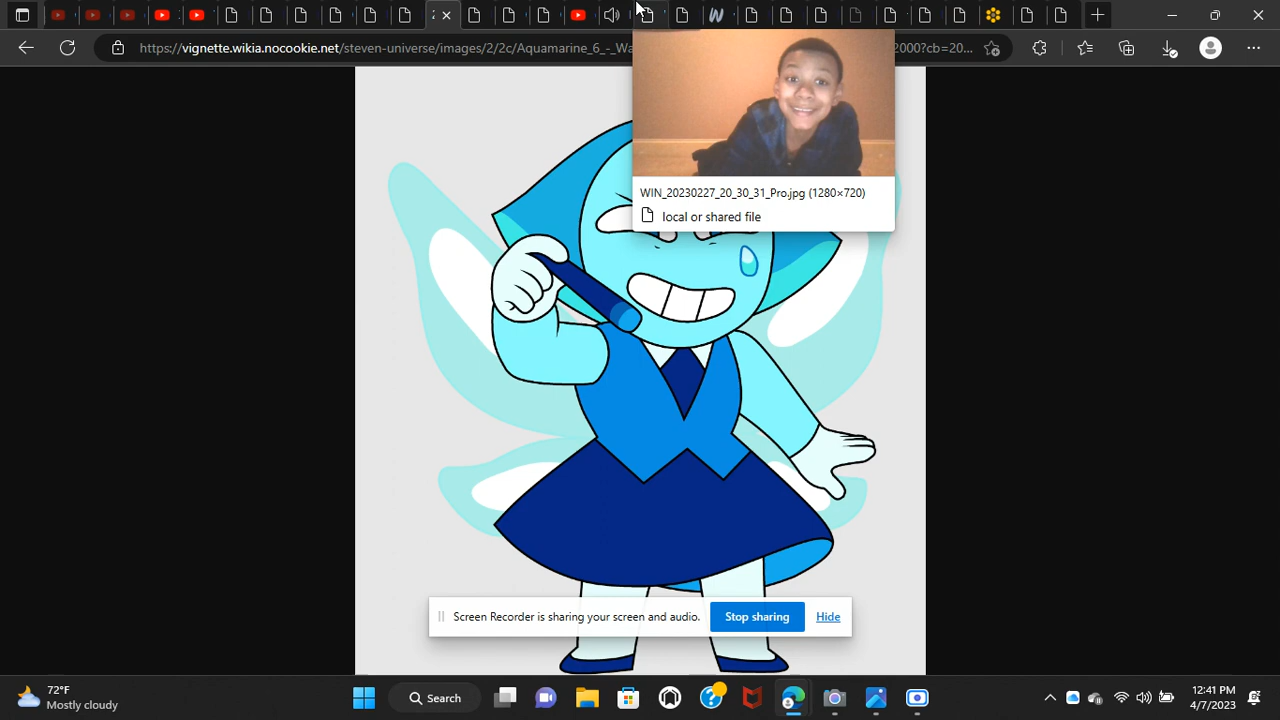 2
https://vignette.wikia.nocookie.net/steven-universe/images/2/2c/Aquamarine_6_-_Wa
2000?cb=20...
WIN_20230227_20_30_31_Pro.jpg (1280×720)
local or shared file
Screen Recorder is sharing your screen and audio.
Stop sharing
Hide
72°F
Mostly cloudy
Search
12:41 PM
4/7/2023